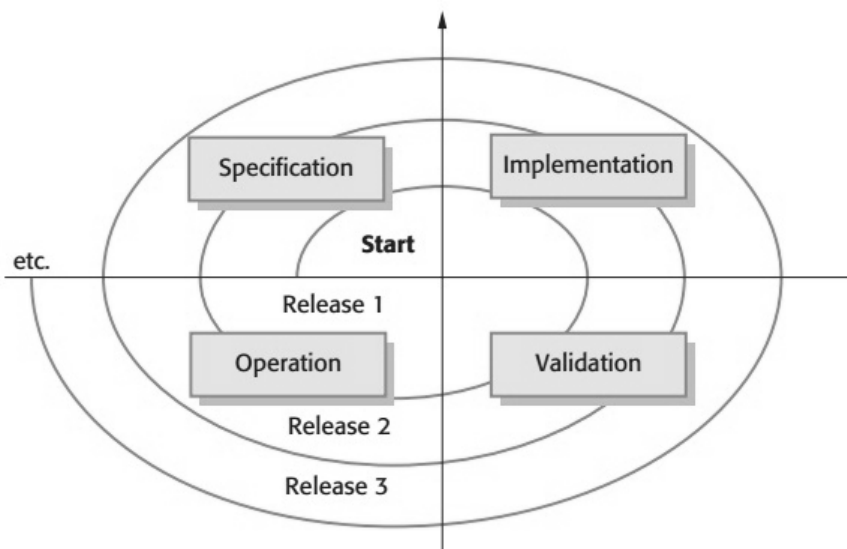 Specification
Implementation
Start
etc.
Release 1
Operation
Validation
Release 2
Release 3